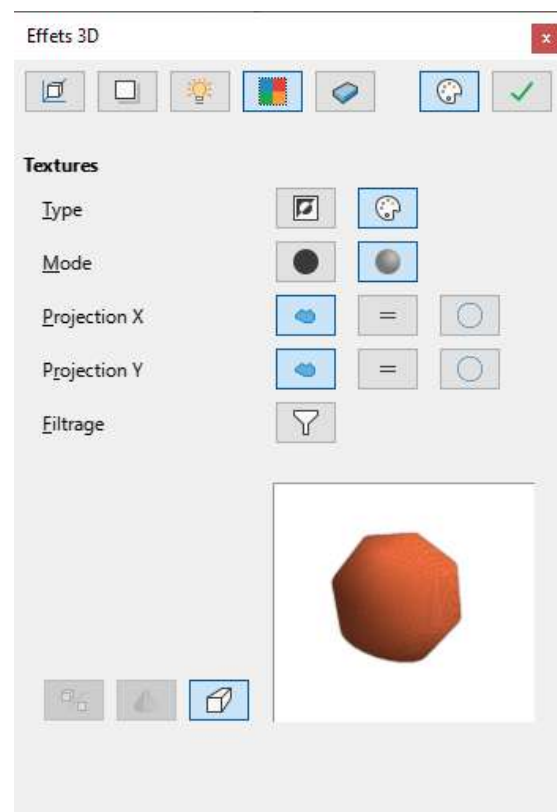 Effets 3D
Textures
Type
Mode
Projection X
Projection Y
Filtrage